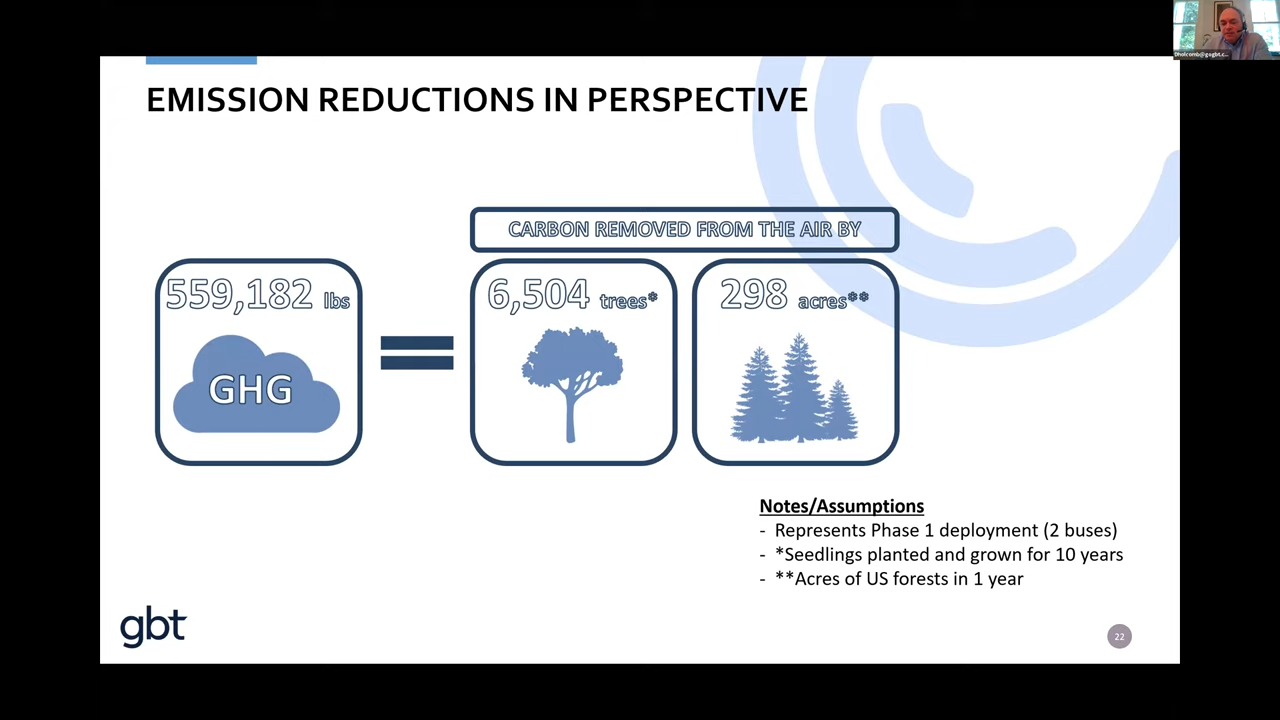 Dholcomb@gogbt.c...
EMISSION REDUCTIONS IN PERSPECTIVE
CARBON REMOVED FROM THE AIR BY
559,182 lbs
6,504 trees*
298 acres**
GHG
Notes/Assumptions
- Represents Phase 1 deployment (2 buses)
- *Seedlings planted and grown for 10 years
- **Acres of US forests in 1 year
gbt
22